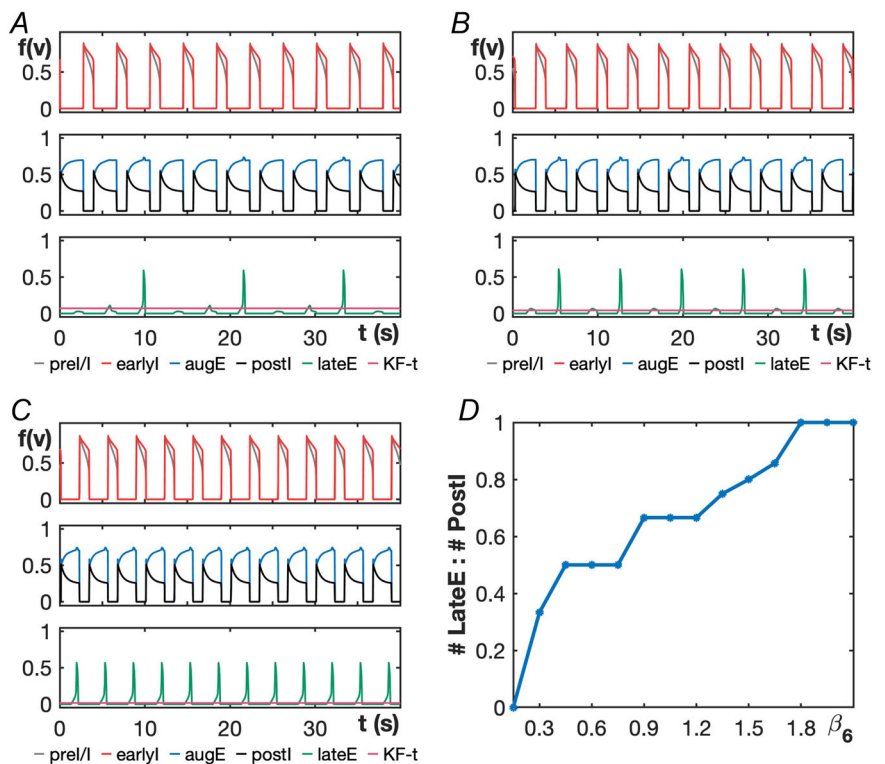 A
f(v)
0.5
0
1
0.5
0
1
0.5
0
0 10 20 30 t (s)
preI/I earlyI augE postI lateE KF-t
B
f(v)
0.5
0
1
0.5
0
1
0.5
0
0 10 20 30 t (s)
preI/I earlyI augE postI lateE KF-t
C
f(v)
0.5
0
1
0.5
0
1
0.5
0
0 10 20 30 t (s)
preI/I earlyI augE postI lateE KF-t
D
# LateE : # PostI
1
0.8
0.6
0.4
0.2
0
0.3 0.6 0.9 1.2 1.5 1.8 β6